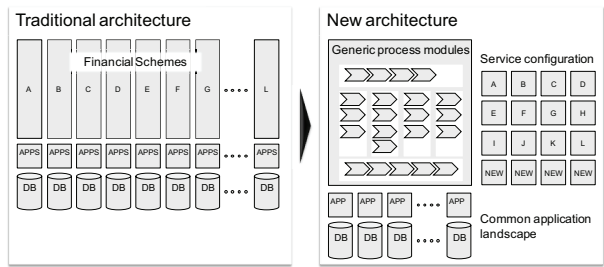 Traditional architecture
Financial Schemes
A B C D E F G L
APPS APPS APPS APPS APPS APPS APPS APPS
DB DB DB DB DB DB DB DB
New architecture
Generic process modules
Service configuration
A B C D
E F G H
I J K L
NEW NEW NEW NEW
APP APP APP APP
DB DB DB DB
Common application
landscape